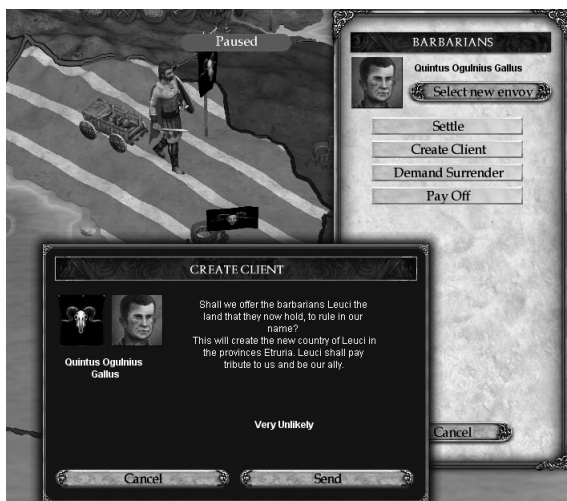 Paused
BARBARIANS
Quintus Ogulnius Gallus
Select new envoy
Settle
Create Client
Demand Surrender
Pay Off
Cancel
CREATE CLIENT
Shall we offer the barbarians Leuci the
land that they now hold, to rule in our
name?
This will create the new country of Leuci in
the provinces Etruria. Leuci shall pay
tribute to us and be our ally.
Quintus Ogulnius
Gallus
Very Unlikely
Cancel
Send